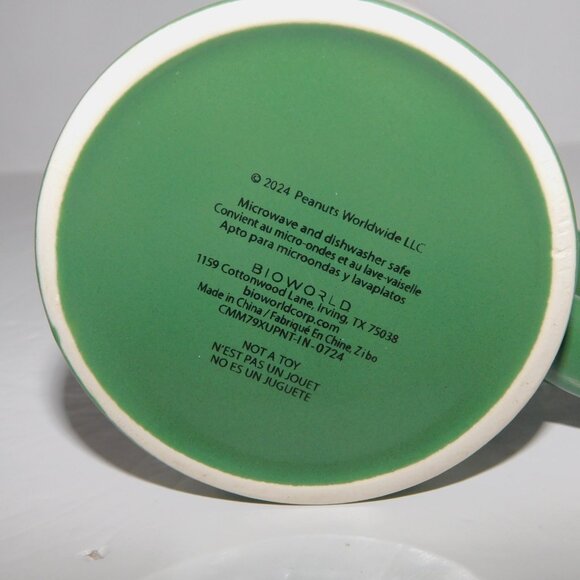 © 2024 Peanuts Worldwide LLC
Microwave and dishwasher safe
Convient au micro-ondes et au lave-vaiselle
Apto para microondas y lavaplatos
BIOWORLD
1159 Cottonwood Lane, Irving, TX 75038
bioworldcorp.com
Made in China / Fabriqué En Chine, Zibo
CMM79XUPNT-IN-0724
NOT A TOY
N'EST PAS UN JOUET
NO ES UN JUGUETE